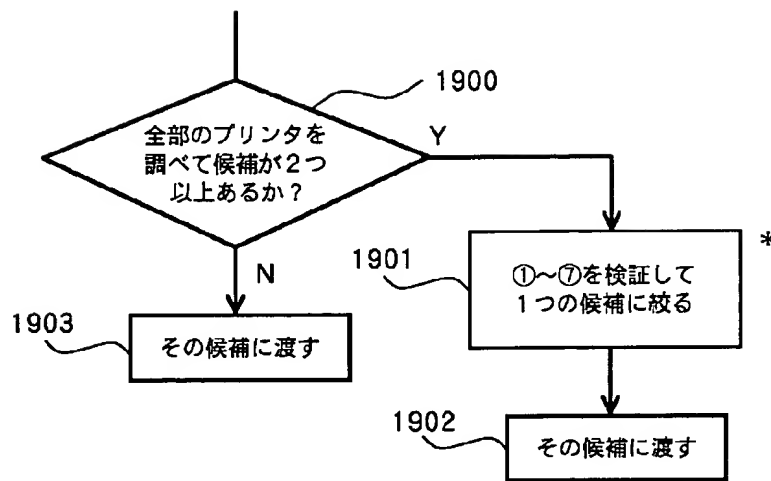 1900
全部のプリンタを
調べて候補が２つ
以上あるか？
Y
N
1901
①～⑦を検証して
１つの候補に絞る
*
1903
その候補に渡す
1902
その候補に渡す